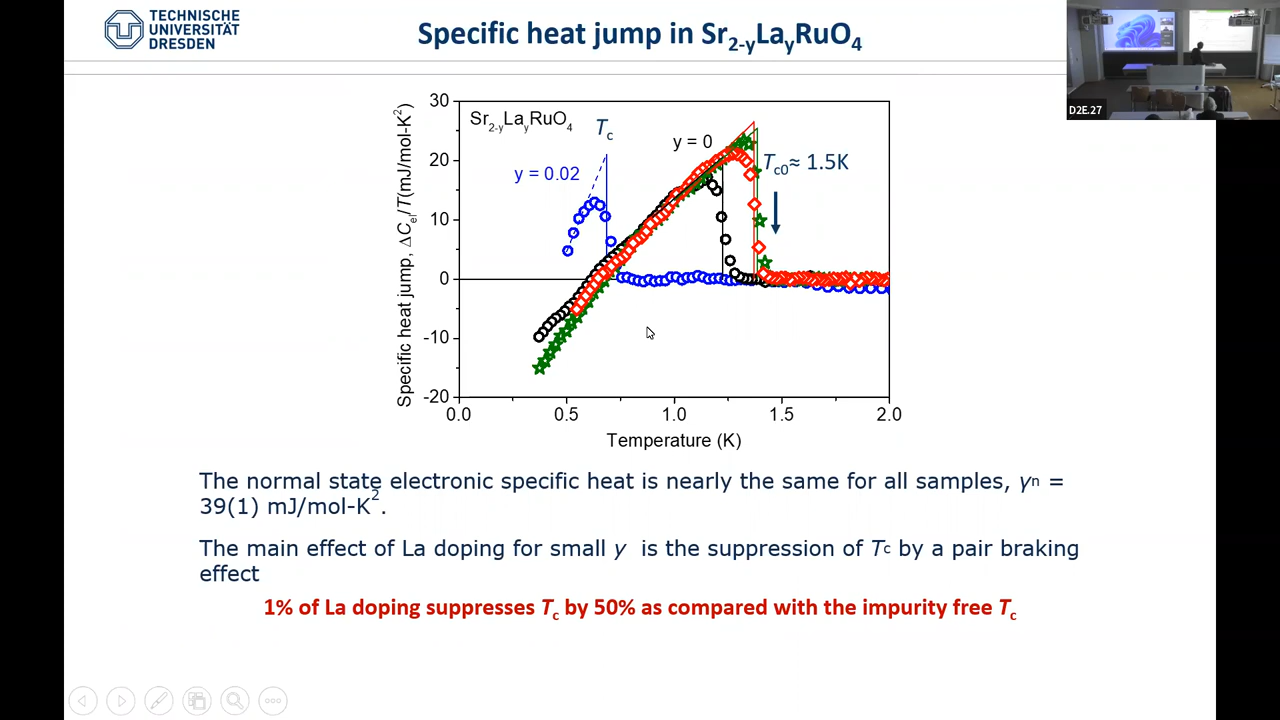 TECHNISCHE
UNIVERSITÄT
DRESDEN
Specific heat jump in Sr2-yLayRuO4
D2E.27
Specific heat jump, ΔCel/T(mJ/mol-K2)
30
20
10
0
-10
-20
Sr2-yLayRuO4
Tc
y = 0
y = 0.02
Tc0≈ 1.5K
0.0 0.5 1.0 1.5 2.0
Temperature (K)
The normal state electronic specific heat is nearly the same for all samples, γn =
39(1) mJ/mol-K2.
The main effect of La doping for small y is the suppression of Tc by a pair braking
effect
1% of La doping suppresses Tc by 50% as compared with the impurity free Tc